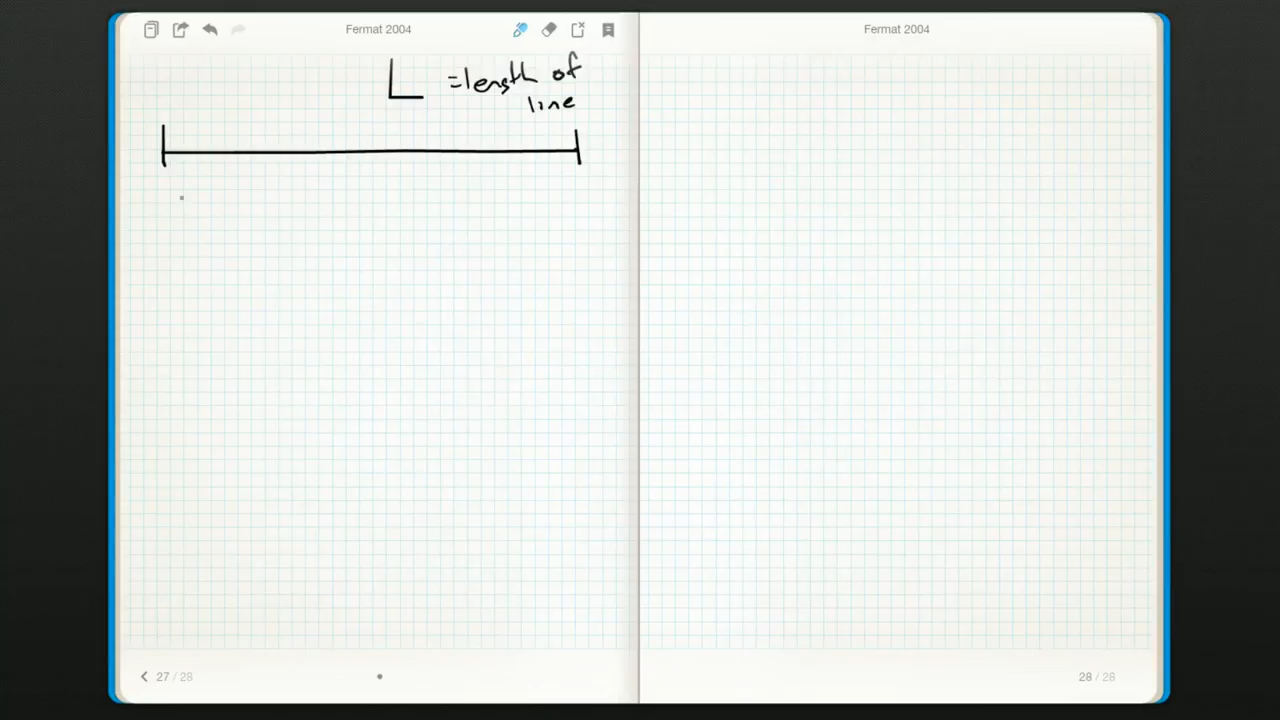 Fermat 2004
Fermat 2004
L = length of
line
27 / 28
28 / 28